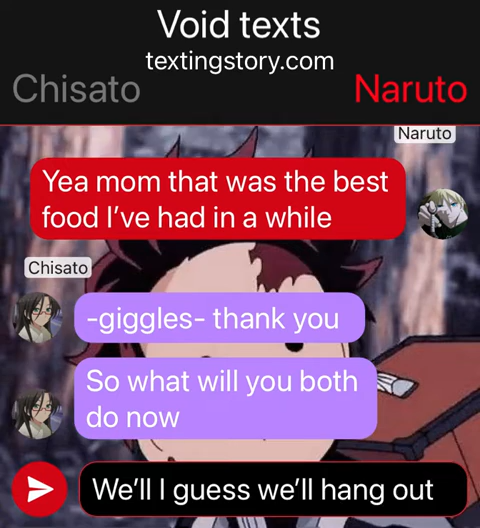 Void texts
textingstory.com
Chisato Naruto
Naruto
Yea mom that was the best
food I’ve had in a while
Chisato
-giggles- thank you
So what will you both
do now
We’ll I guess we’ll hang out